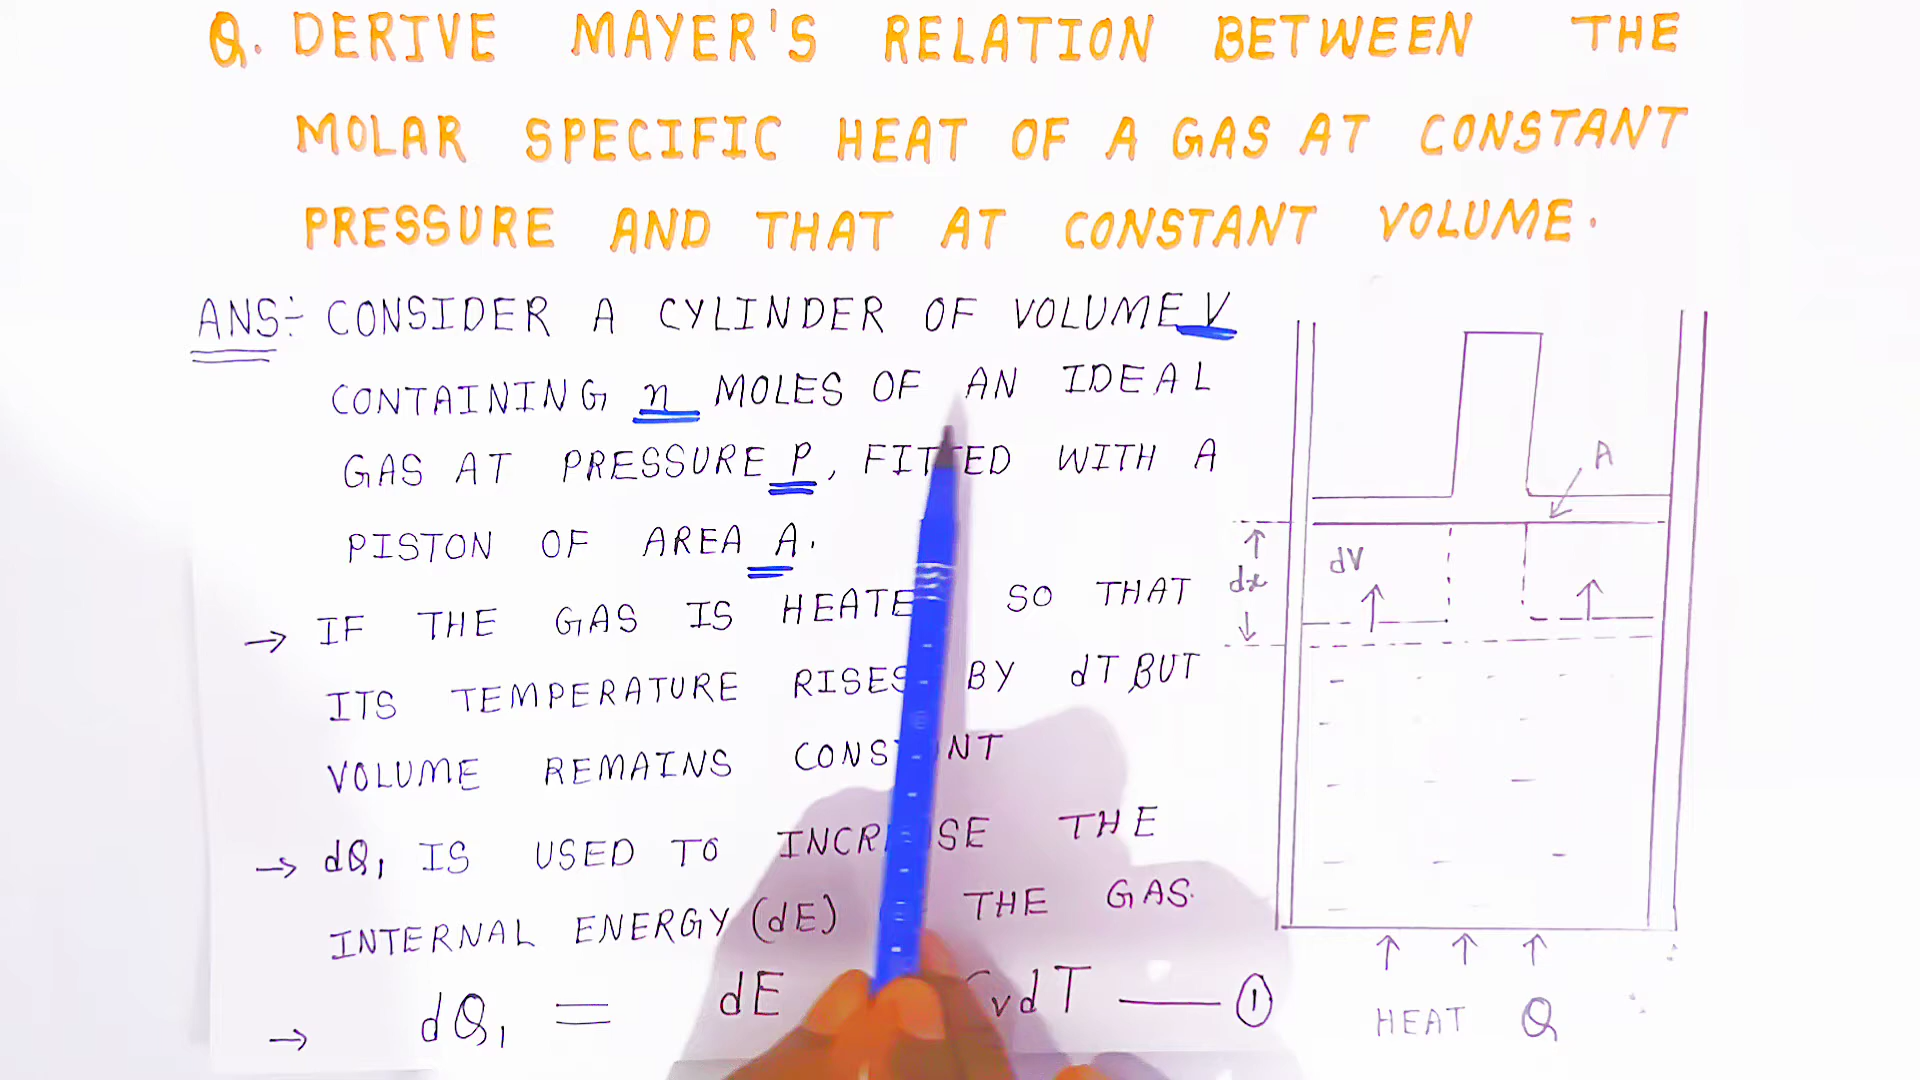 Q. DERIVE MAYER'S RELATION BETWEEN THE
MOLAR SPECIFIC HEAT OF A GAS AT CONSTANT
PRESSURE AND THAT AT CONSTANT VOLUME.
ANS:- CONSIDER A CYLINDER OF VOLUME V
CONTAINING n MOLES OF AN IDEAL
GAS AT PRESSURE P, FITTED WITH A
PISTON OF AREA A.
→ IF THE GAS IS HEATE SO THAT
ITS TEMPERATURE RISES BY dT BUT
VOLUME REMAINS CONS NT
→ dQ₁ IS USED TO INCR SE THE
INTERNAL ENERGY (dE) THE GAS.
→ dQ₁ = dE CvdT —— ①
A
dV
dx
HEAT Q